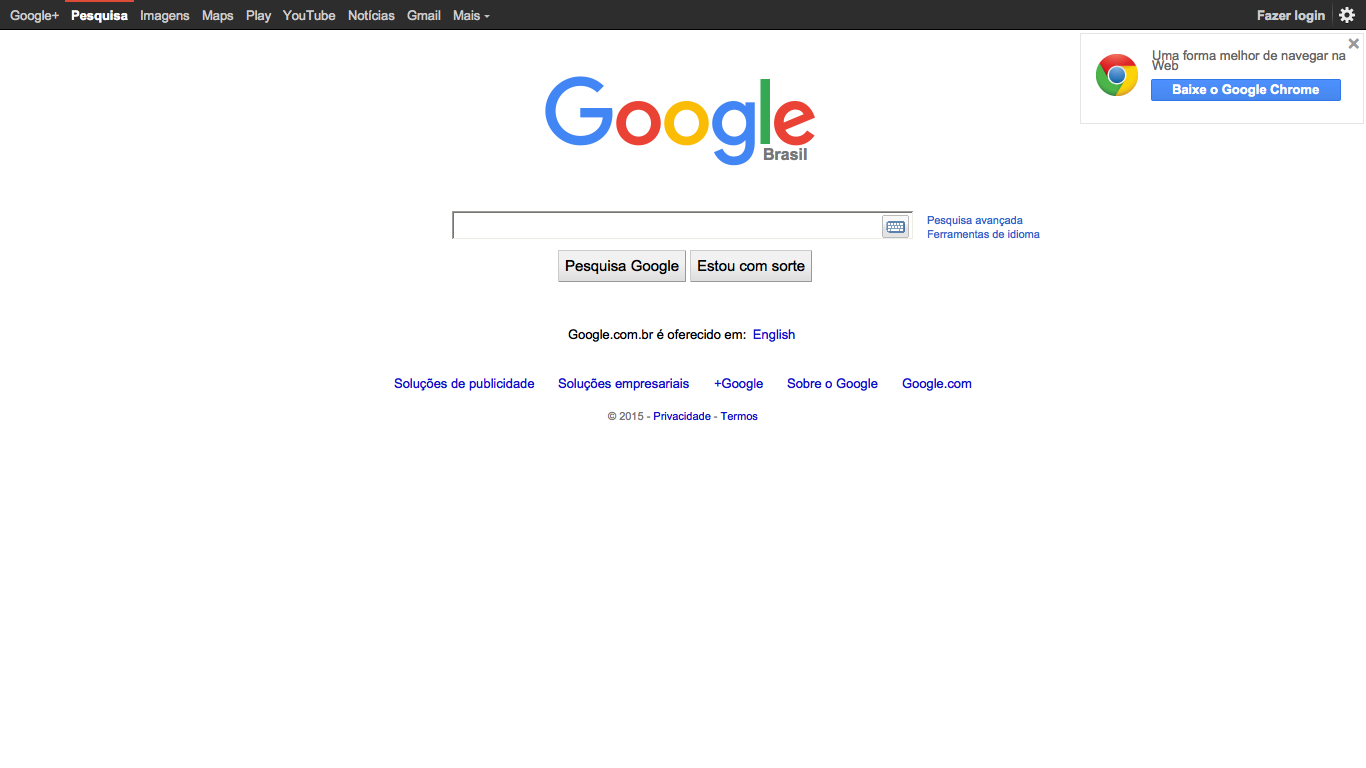 Google+ Pesquisa Imagens Maps Play YouTube Notícias Gmail Mais Fazer login
Uma forma melhor de navegar na
Web
Baixe o Google Chrome
Google
Brasil
Pesquisa avançada
Ferramentas de idioma
Pesquisa Google Estou com sorte
Google.com.br é oferecido em: English
Soluções de publicidade Soluções empresariais +Google Sobre o Google Google.com
© 2015 - Privacidade - Termos